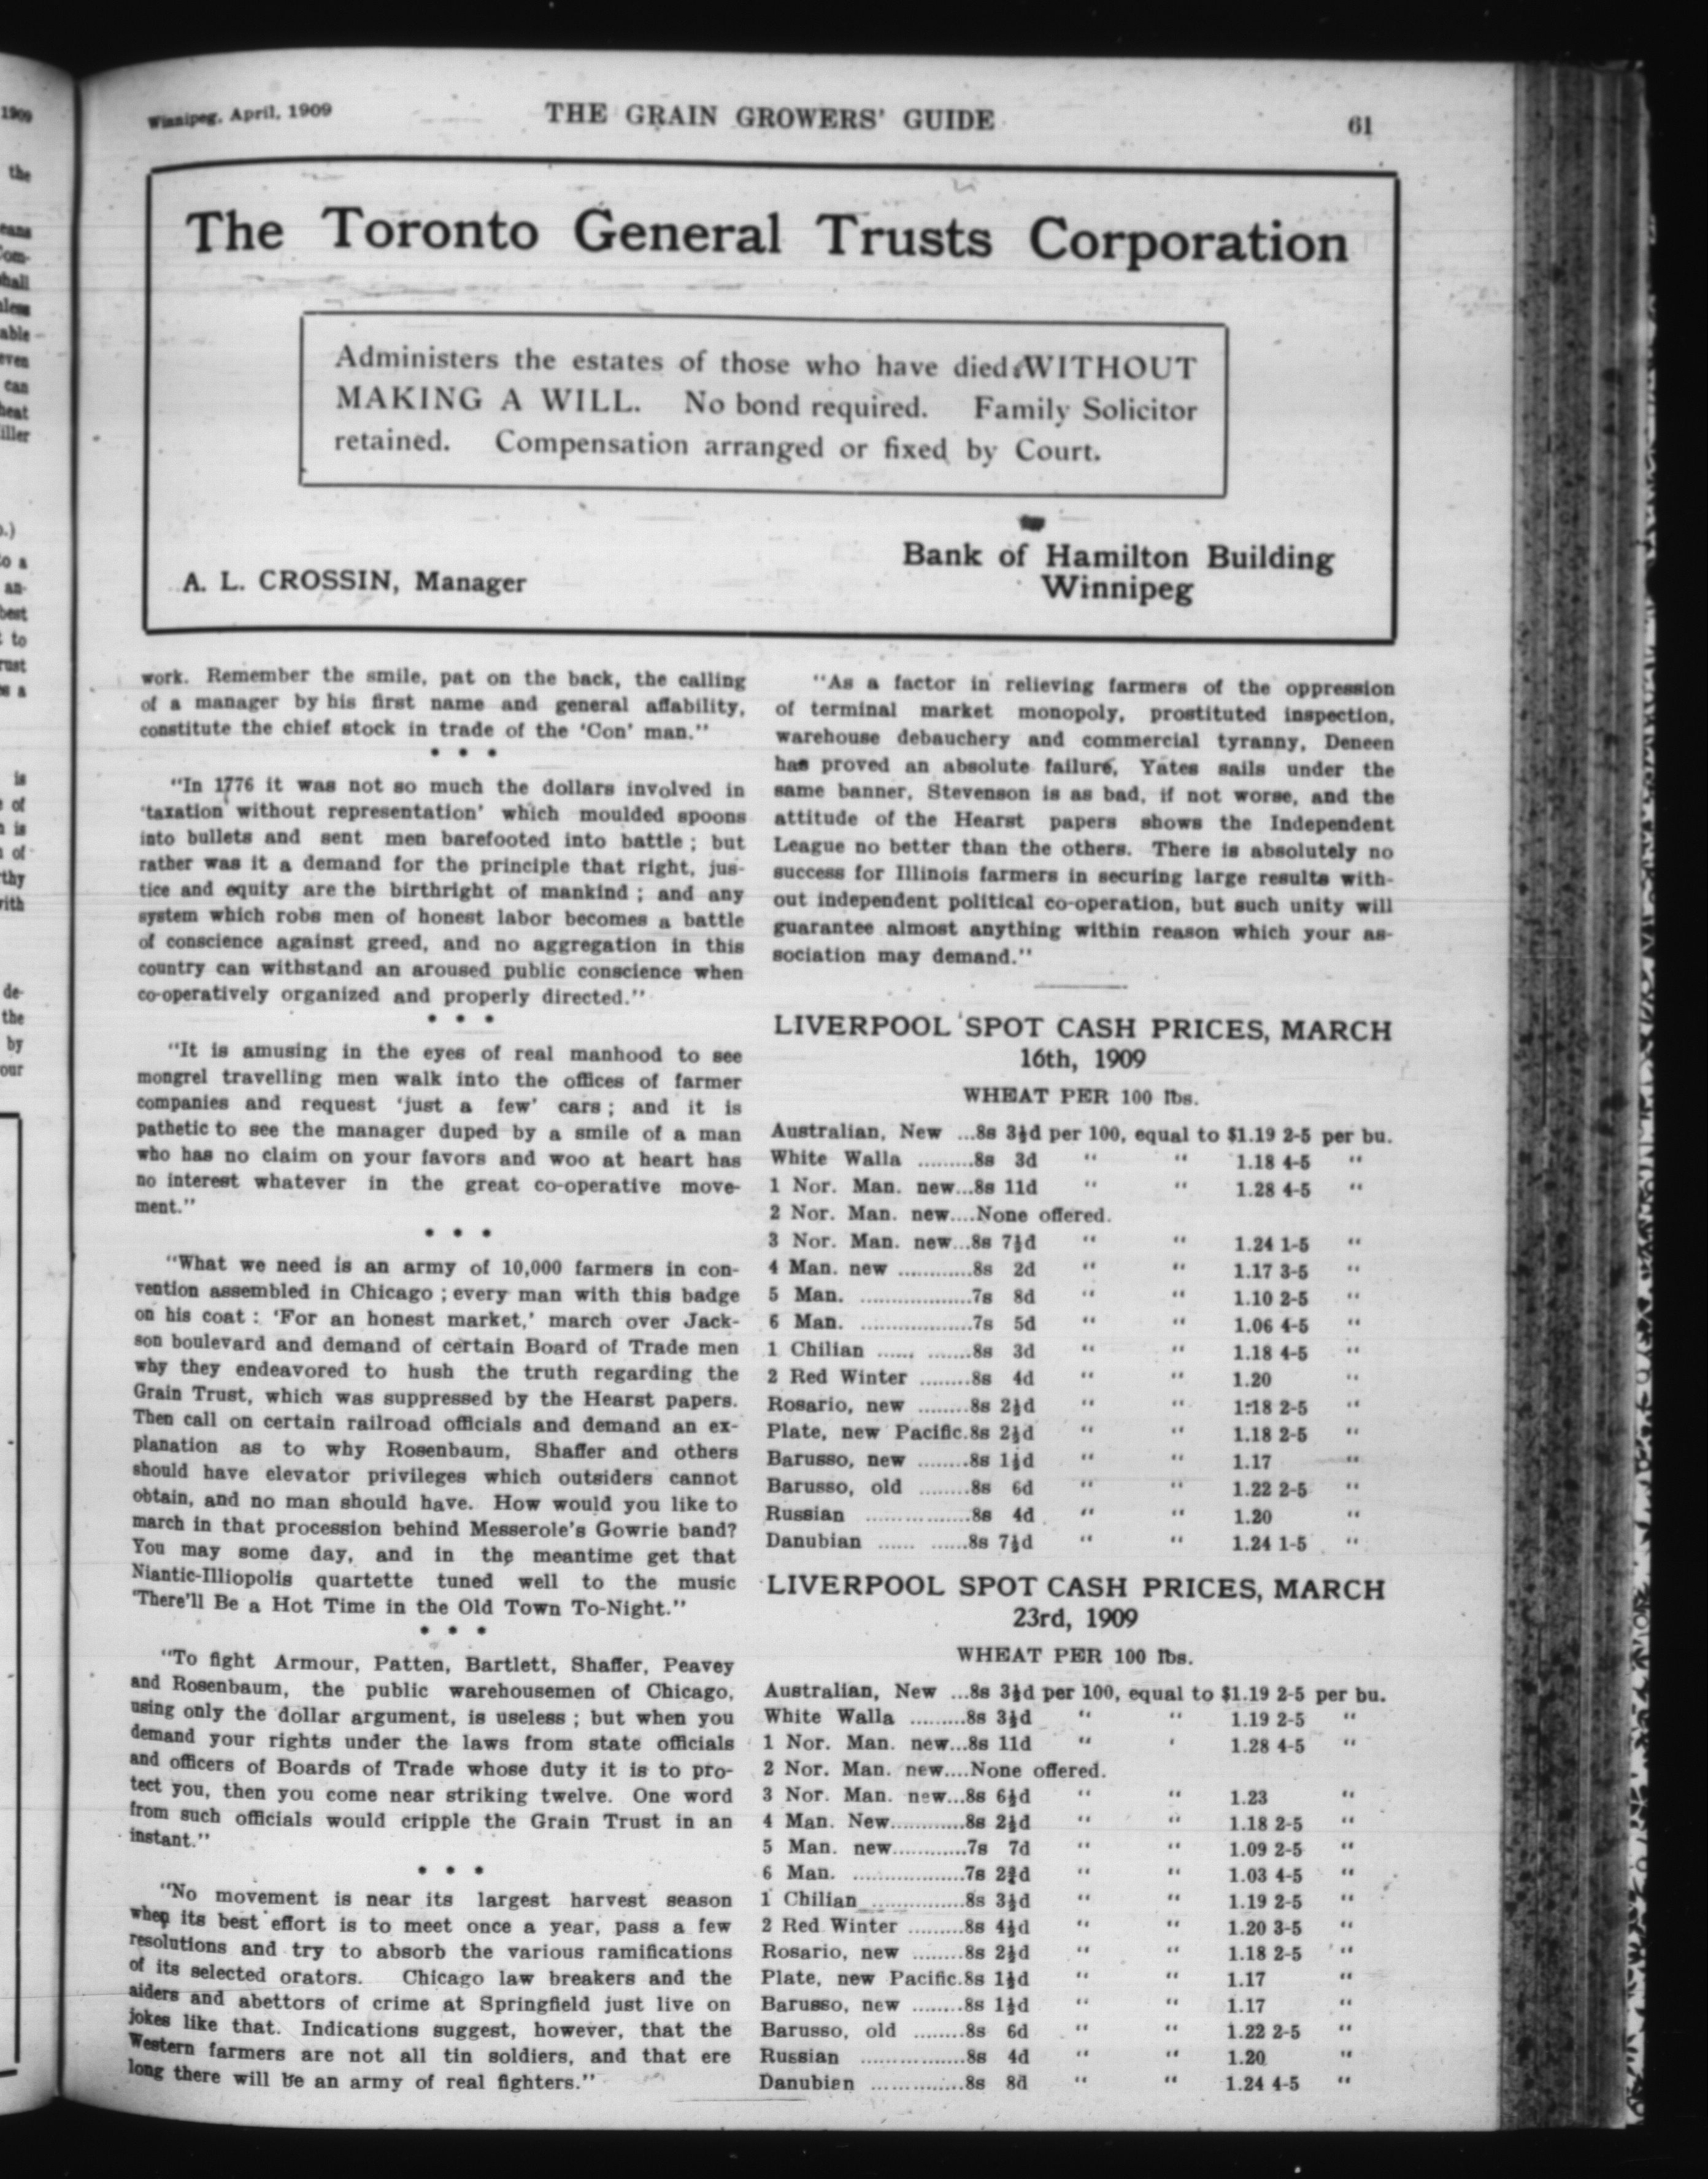 Winnipeg, April, 1909
THE GRAIN GROWERS' GUIDE
61
The Toronto General Trusts Corporation
Administers the estates of those who have died WITHOUT
MAKING A WILL. No bond required. Family Solicitor
retained. Compensation arranged or fixed by Court.
A. L. CROSSIN, Manager
Bank of Hamilton Building
Winnipeg
work. Remember the smile, pat on the back, the calling
of a manager by his first name and general affability,
constitute the chief stock in trade of the 'Con' man."
* * *
"In 1776 it was not so much the dollars involved in
'taxation without representation' which moulded spoons
into bullets and sent men barefooted into battle ; but
rather was it a demand for the principle that right, jus-
tice and equity are the birthright of mankind ; and any
system which robs men of honest labor becomes a battle
of conscience against greed, and no aggregation in this
country can withstand an aroused public conscience when
co-operatively organized and properly directed."
* * *
"It is amusing in the eyes of real manhood to see
mongrel travelling men walk into the offices of farmer
companies and request 'just a few' cars ; and it is
pathetic to see the manager duped by a smile of a man
who has no claim on your favors and woo at heart has
no interest whatever in the great co-operative move-
ment."
* * *
"What we need is an army of 10,000 farmers in con-
vention assembled in Chicago ; every man with this badge
on his coat : 'For an honest market,' march over Jack-
son boulevard and demand of certain Board of Trade men
why they endeavored to hush the truth regarding the
Grain Trust, which was suppressed by the Hearst papers.
Then call on certain railroad officials and demand an ex-
planation as to why Rosenbaum, Shaffer and others
should have elevator privileges which outsiders cannot
obtain, and no man should have. How would you like to
march in that procession behind Messerole's Gowrie band?
You may some day, and in the meantime get that
Niantic-Illiopolis quartette tuned well to the music
'There'll Be a Hot Time in the Old Town To-Night."
* * *
"To fight Armour, Patten, Bartlett, Shaffer, Peavey
and Rosenbaum, the public warehousemen of Chicago,
using only the dollar argument, is useless ; but when you
demand your rights under the laws from state officials
and officers of Boards of Trade whose duty it is to pro-
tect you, then you come near striking twelve. One word
from such officials would cripple the Grain Trust in an
instant."
* * *
"No movement is near its largest harvest season
when its best effort is to meet once a year, pass a few
resolutions and try to absorb the various ramifications
of its selected orators. Chicago law breakers and the
aiders and abettors of crime at Springfield just live on
jokes like that. Indications suggest, however, that the
Western farmers are not all tin soldiers, and that ere
long there will be an army of real fighters."
"As a factor in relieving farmers of the oppression
of terminal market monopoly, prostituted inspection,
warehouse debauchery and commercial tyranny, Deneen
has proved an absolute failure, Yates sails under the
same banner, Stevenson is as bad, if not worse, and the
attitude of the Hearst papers shows the Independent
League no better than the others. There is absolutely no
success for Illinois farmers in securing large results with-
out independent political co-operation, but such unity will
guarantee almost anything within reason which your as-
sociation may demand."
LIVERPOOL SPOT CASH PRICES, MARCH
16th, 1909
WHEAT PER 100 lbs.
Australian, New ...8s 3½d per 100, equal to $1.19 2-5 per bu.
White Walla .........8s 3d " " 1.18 4-5 "
1 Nor. Man. new...8s 11d " " 1.28 4-5 "
2 Nor. Man. new....None offered.
3 Nor. Man. new...8s 7½d " " 1.24 1-5 "
4 Man. new ............8s 2d " " 1.17 3-5 "
5 Man. ..................7s 8d " " 1.10 2-5 "
6 Man. ..................7s 5d " " 1.06 4-5 "
1 Chilian ...... .......8s 3d " " 1.18 4-5 "
2 Red Winter ........8s 4d " " 1.20 "
Rosario, new ........8s 2½d " " 1.18 2-5 "
Plate, new Pacific.8s 2½d " " 1.18 2-5 "
Barusso, new ........8s 1½d " " 1.17 "
Barusso, old ........8s 6d " " 1.22 2-5 "
Russian .................8s 4d " " 1.20 "
Danubian ...... ......8s 7½d " " 1.24 1-5 "
LIVERPOOL SPOT CASH PRICES, MARCH
23rd, 1909
WHEAT PER 100 lbs.
Australian, New ...8s 3½d per 100, equal to $1.19 2-5 per bu.
White Walla .........8s 3½d " " 1.19 2-5 "
1 Nor. Man. new...8s 11d " ' 1.28 4-5 "
2 Nor. Man. new....None offered.
3 Nor. Man. new...8s 6½d " " 1.23 "
4 Man. New............8s 2½d " " 1.18 2-5 "
5 Man. new............7s 7d " " 1.09 2-5 "
6 Man. ..................7s 2¾d " " 1.03 4-5 "
1 Chilian ...............8s 3½d " " 1.19 2-5 "
2 Red Winter .........8s 4½d " " 1.20 3-5 "
Rosario, new ........8s 2½d " " 1.18 2-5 "
Plate, new Pacific.8s 1½d " " 1.17 "
Barusso, new ........8s 1½d " " 1.17 "
Barusso, old ........8s 6d " " 1.22 2-5 "
Russian .................8s 4d " " 1.20 "
Danubien ...............8s 8d " " 1.24 4-5 "